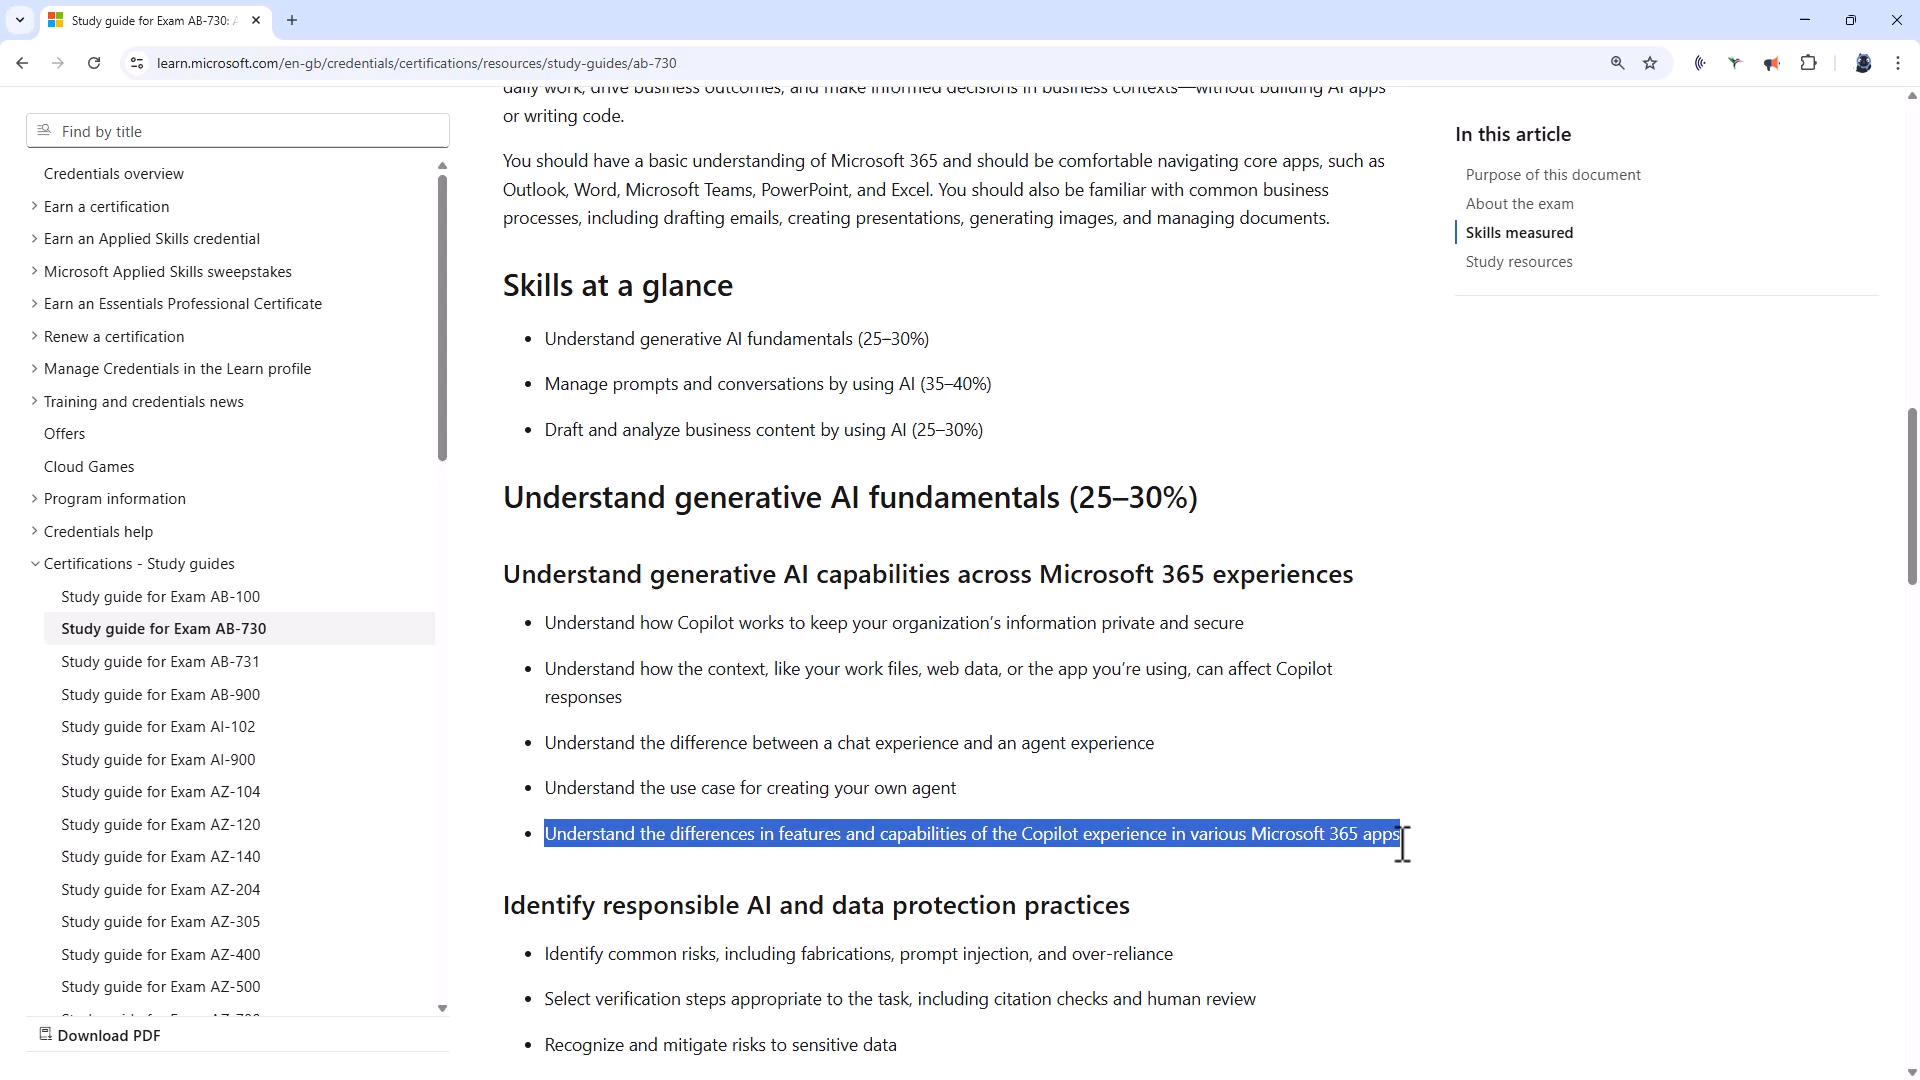 Study guide for Exam AB-730:
learn.microsoft.com/en-gb/credentials/certifications/resources/study-guides/ab-730
Find by title
Credentials overview
Earn a certification
Earn an Applied Skills credential
Microsoft Applied Skills sweepstakes
Earn an Essentials Professional Certificate
Renew a certification
Manage Credentials in the Learn profile
Training and credentials news
Offers
Cloud Games
Program information
Credentials help
Certifications - Study guides
Study guide for Exam AB-100
Study guide for Exam AB-730
Study guide for Exam AB-731
Study guide for Exam AB-900
Study guide for Exam AI-102
Study guide for Exam AI-900
Study guide for Exam AZ-104
Study guide for Exam AZ-120
Study guide for Exam AZ-140
Study guide for Exam AZ-204
Study guide for Exam AZ-305
Study guide for Exam AZ-400
Study guide for Exam AZ-500
Download PDF
daily work, drive business outcomes, and make informed decisions in business contexts—without building AI apps
or writing code.
You should have a basic understanding of Microsoft 365 and should be comfortable navigating core apps, such as
Outlook, Word, Microsoft Teams, PowerPoint, and Excel. You should also be familiar with common business
processes, including drafting emails, creating presentations, generating images, and managing documents.
Skills at a glance
• Understand generative AI fundamentals (25–30%)
• Manage prompts and conversations by using AI (35–40%)
• Draft and analyze business content by using AI (25–30%)
Understand generative AI fundamentals (25–30%)
Understand generative AI capabilities across Microsoft 365 experiences
• Understand how Copilot works to keep your organization's information private and secure
• Understand how the context, like your work files, web data, or the app you're using, can affect Copilot
responses
• Understand the difference between a chat experience and an agent experience
• Understand the use case for creating your own agent
• Understand the differences in features and capabilities of the Copilot experience in various Microsoft 365 apps
Identify responsible AI and data protection practices
• Identify common risks, including fabrications, prompt injection, and over-reliance
• Select verification steps appropriate to the task, including citation checks and human review
• Recognize and mitigate risks to sensitive data
In this article
Purpose of this document
About the exam
Skills measured
Study resources